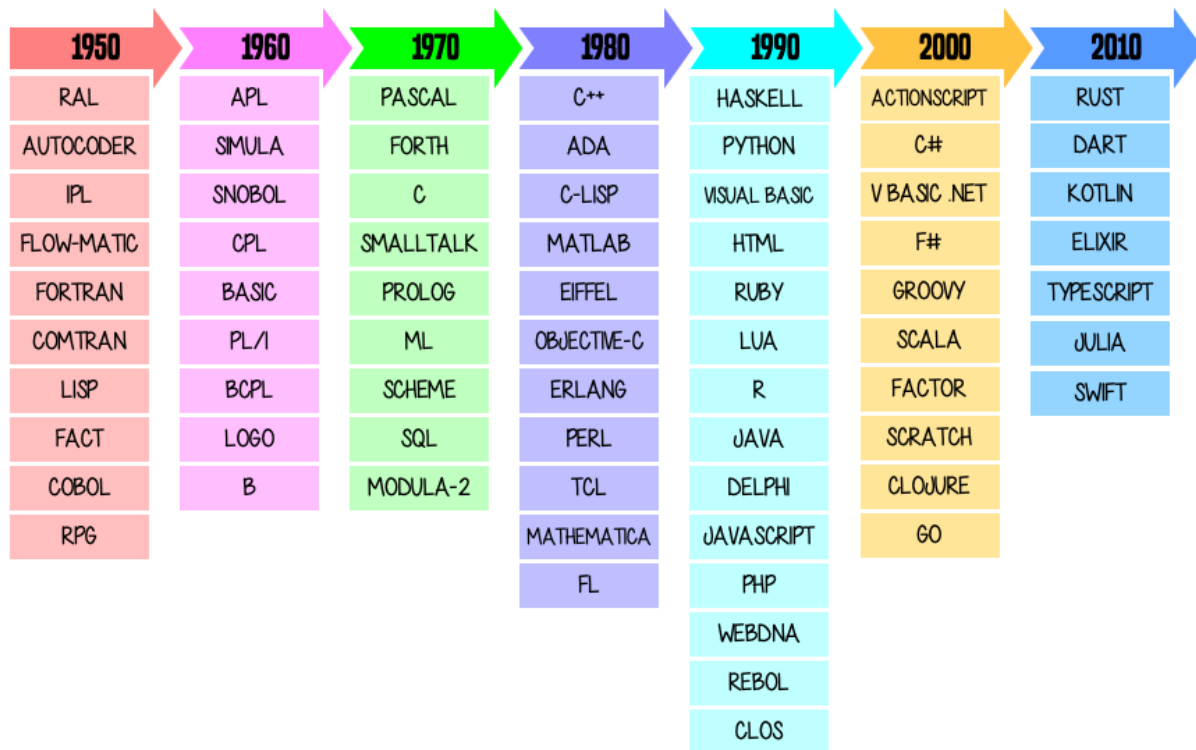 1950
RAL
AUTOCODER
IPL
FLOW-MATIC
FORTRAN
COMTRAN
LISP
FACT
COBOL
RPG
1960
APL
SIMULA
SNOBOL
CPL
BASIC
PL/I
BCPL
LOGO
B
1970
PASCAL
FORTH
C
SMALLTALK
PROLOG
ML
SCHEME
SQL
MODULA-2
1980
C++
ADA
C-LISP
MATLAB
EIFFEL
OBJECTIVE-C
ERLANG
PERL
TCL
MATHEMATICA
FL
1990
HASKELL
PYTHON
VISUAL BASIC
HTML
RUBY
LUA
R
JAVA
DELPHI
JAVASCRIPT
PHP
WEBDNA
REBOL
CLOS
2000
ACTIONSCRIPT
C#
V BASIC .NET
F#
GROOVY
SCALA
FACTOR
SCRATCH
CLOJURE
GO
2010
RUST
DART
KOTLIN
ELIXIR
TYPESCRIPT
JULIA
SWIFT